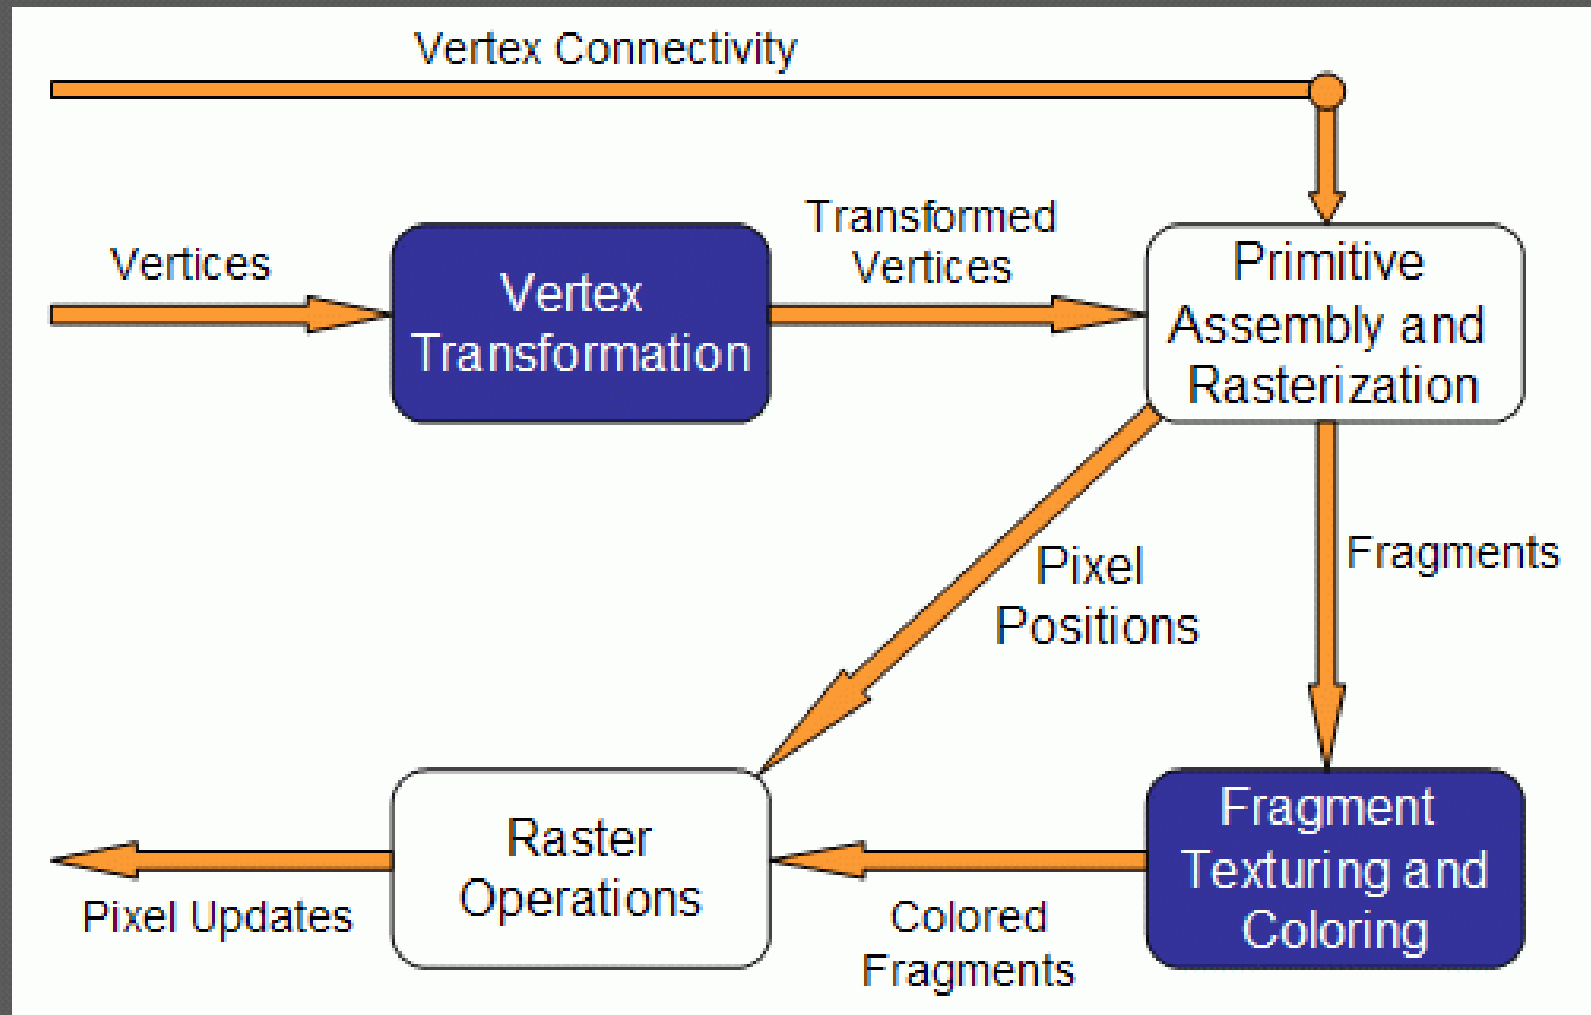 Vertex Connectivity
Vertices
Vertex
Transformation
Transformed
Vertices
Primitive
Assembly and
Rasterization
Pixel
Positions
Fragments
Fragment
Texturing and
Coloring
Colored
Fragments
Raster
Operations
Pixel Updates